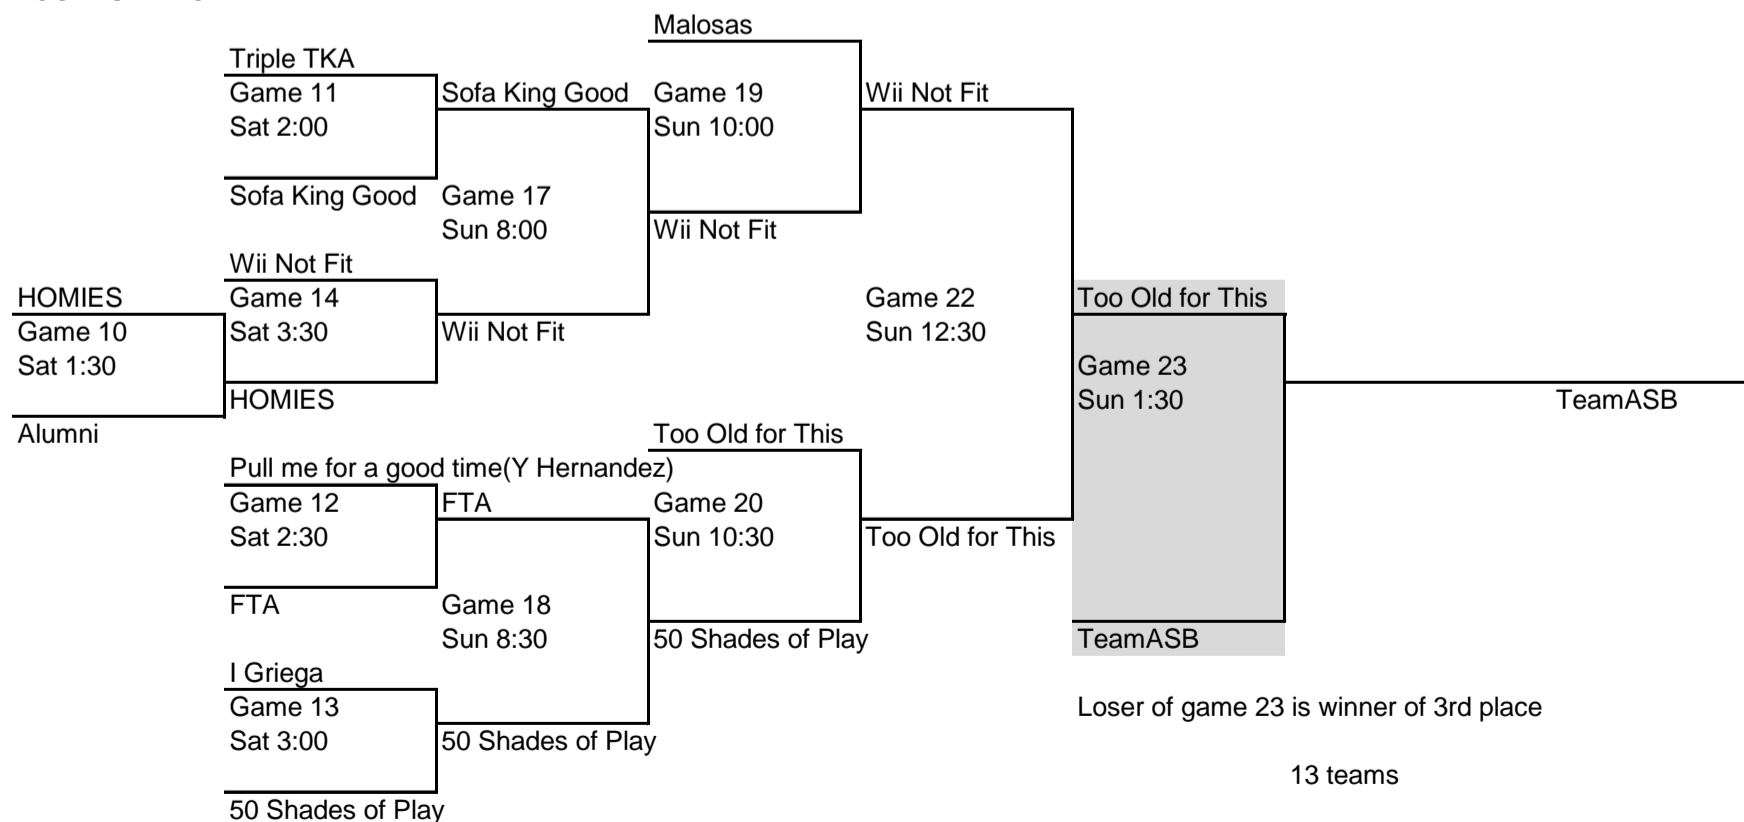 Malosas
Triple TKA
Game 11
Sofa King Good
Game 19
Wii Not Fit
Sat 2:00
Sun 10:00
Sofa King Good
Game 17
Sun 8:00
Wii Not Fit
Wii Not Fit
HOMIES
Game 14
Game 22
Too Old for This
Game 10
Sat 3:30
Wii Not Fit
Sun 12:30
Sat 1:30
Game 23
HOMIES
Sun 1:30
TeamASB
Alumni
Too Old for This
Pull me for a good time(Y Hernandez)
Game 12
FTA
Game 20
Sat 2:30
Sun 10:30
Too Old for This
FTA
Game 18
Sun 8:30
50 Shades of Play
TeamASB
I Griega
Game 13
Loser of game 23 is winner of 3rd place
Sat 3:00
50 Shades of Play
13 teams
50 Shades of Play